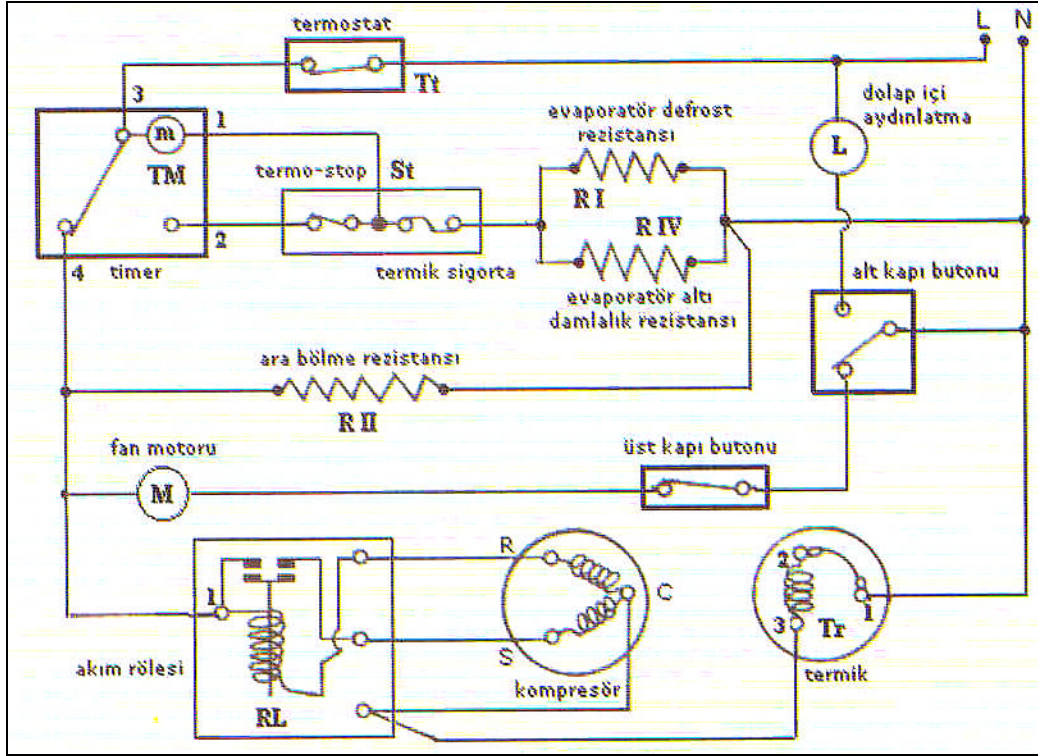 termostat
L N
Tt
3
dolap içi
aydınlatma
evaporatör defrost
rezistansı
m
1
L
TM
termo-stop
St
R I
R IV
2
4
timer
termik sigorta
evaporatör altı
damlalık rezistansı
alt kapı butonu
ara bölme rezistansı
R II
fan motoru
M
üst kapı butonu
R
C
S
kompresör
1
akım rölesi
RL
2
1
3
Tr
termik